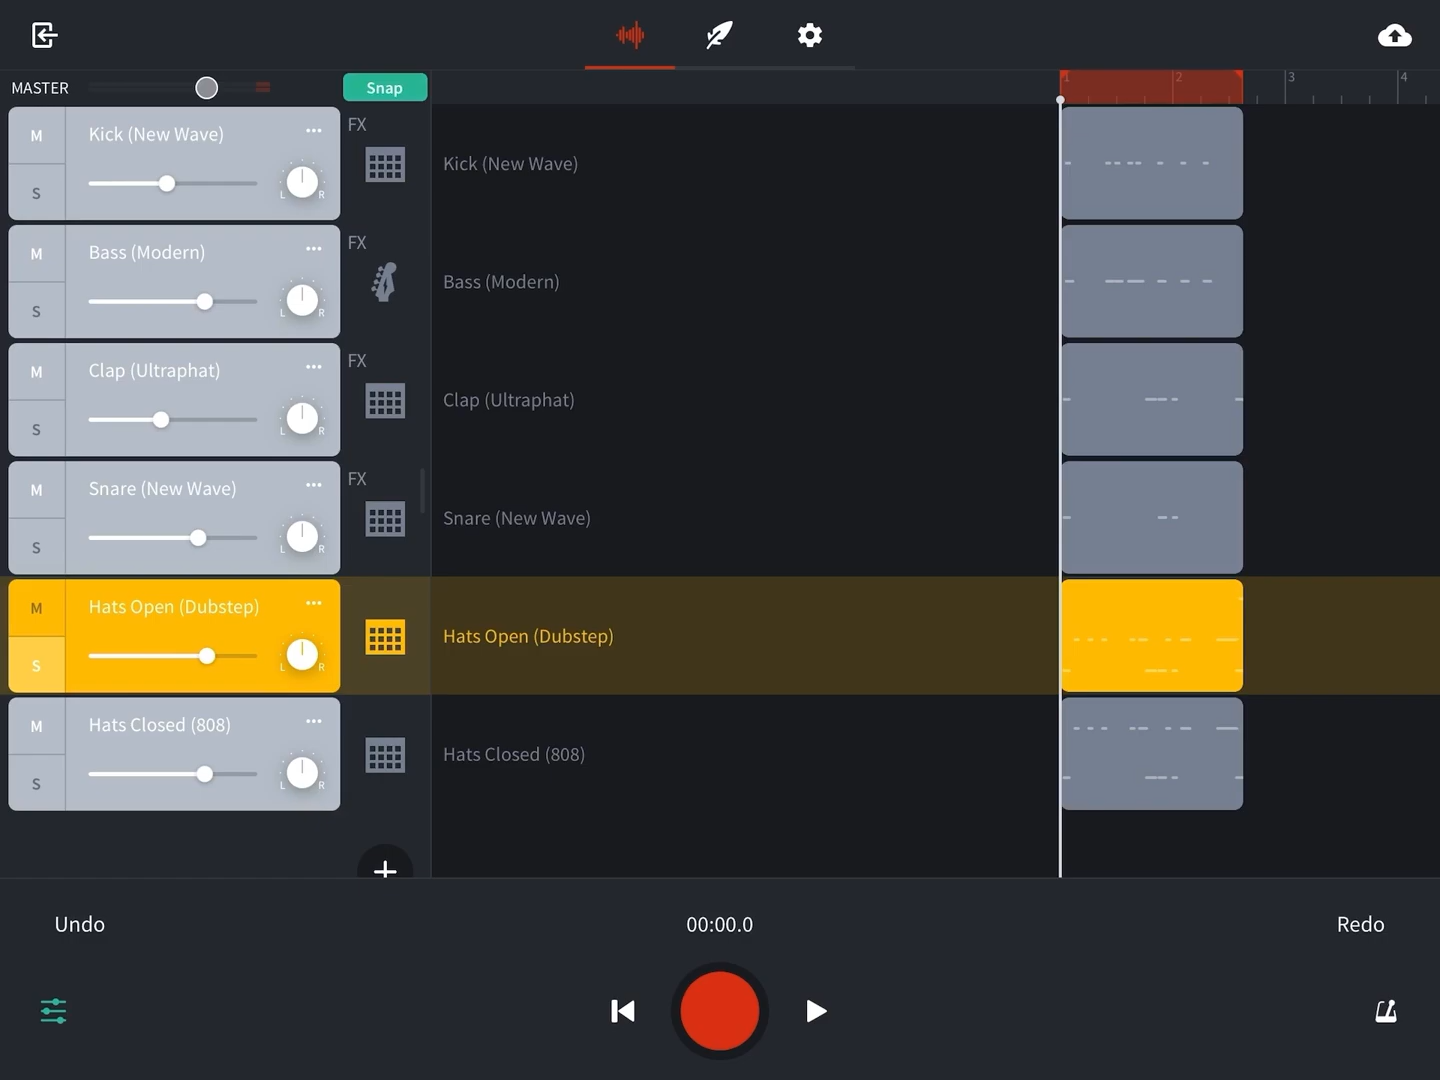 MASTER
Snap
1
2
3
4
M
Kick (New Wave)
...
FX
S
L
R
Kick (New Wave)
M
Bass (Modern)
...
FX
S
L
R
Bass (Modern)
M
Clap (Ultraphat)
...
FX
S
L
R
Clap (Ultraphat)
M
Snare (New Wave)
...
FX
S
L
R
Snare (New Wave)
M
Hats Open (Dubstep)
...
S
L
R
Hats Open (Dubstep)
M
Hats Closed (808)
...
S
L
R
Hats Closed (808)
+
Undo
00:00.0
Redo